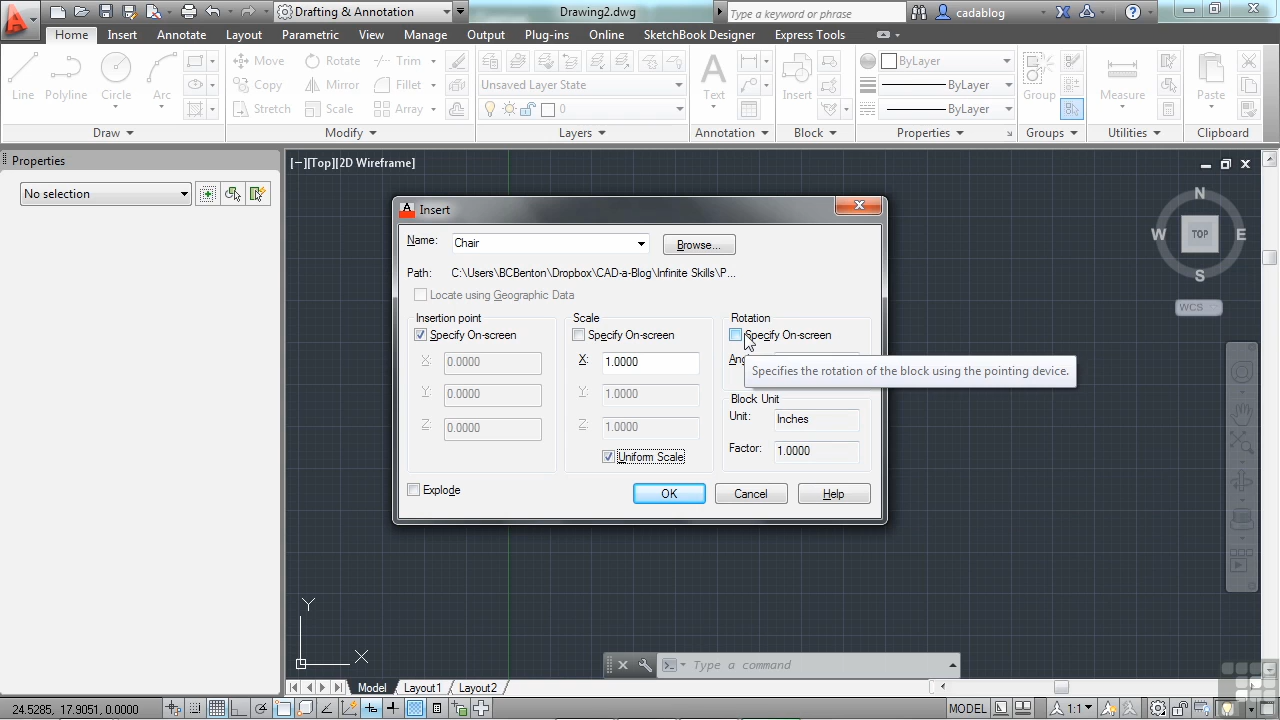 Drafting & Annotation
Drawing2.dwg
Type a keyword or phrase
cadablog
Home Insert Annotate Layout Parametric View Manage Output Plug-ins Online SketchBook Designer Express Tools
Move Rotate Trim
Copy Mirror Fillet
Stretch Scale Array
Line Polyline Circle Arc
Unsaved Layer State
0
Text
Insert
ByLayer
ByLayer
ByLayer
Group
Measure
Paste
Draw Modify Layers Annotation Block Properties Groups Utilities Clipboard
Properties
No selection
[−][Top][2D Wireframe]
N
W TOP E
S
WCS
Insert
Name: Chair Browse...
Path: C:\Users\BCBenton\Dropbox\CAD-a-Blog\Infinite Skills\P...
Locate using Geographic Data
Insertion point
Specify On-screen
X: 0.0000
Y: 0.0000
Z: 0.0000
Scale
Specify On-screen
X: 1.0000
Y: 1.0000
Z: 1.0000
Uniform Scale
Rotation
Specify On-screen
Specifies the rotation of the block using the pointing device.
Block Unit
Unit: Inches
Factor: 1.0000
Explode
OK Cancel Help
Y
X
Type a command
Model Layout1 Layout2
24.5285, 17.9051, 0.0000
MODEL
1:1